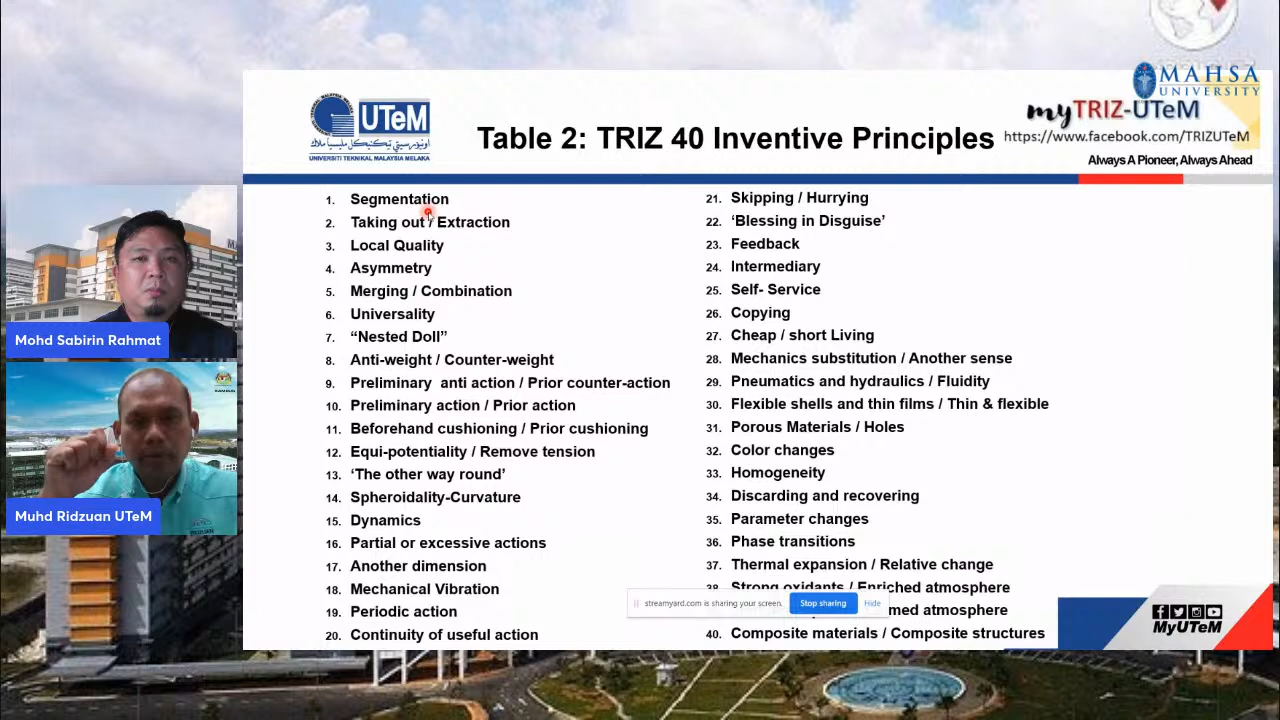 MAHSA
UNIVERSITY
UTeM
اونيۏرسيتي تيكنيكل مليسيا ملاك
UNIVERSITI TEKNIKAL MALAYSIA MELAKA
Table 2: TRIZ 40 Inventive Principles
myTRIZ-UTeM
https://www.facebook.com/TRIZUTeM
Always A Pioneer, Always Ahead
1. Segmentation
2. Taking out / Extraction
3. Local Quality
4. Asymmetry
5. Merging / Combination
6. Universality
7. “Nested Doll”
8. Anti-weight / Counter-weight
9. Preliminary anti action / Prior counter-action
10. Preliminary action / Prior action
11. Beforehand cushioning / Prior cushioning
12. Equi-potentiality / Remove tension
13. ‘The other way round’
14. Spheroidality-Curvature
15. Dynamics
16. Partial or excessive actions
17. Another dimension
18. Mechanical Vibration
19. Periodic action
20. Continuity of useful action
21. Skipping / Hurrying
22. ‘Blessing in Disguise’
23. Feedback
24. Intermediary
25. Self- Service
26. Copying
27. Cheap / short Living
28. Mechanics substitution / Another sense
29. Pneumatics and hydraulics / Fluidity
30. Flexible shells and thin films / Thin & flexible
31. Porous Materials / Holes
32. Color changes
33. Homogeneity
34. Discarding and recovering
35. Parameter changes
36. Phase transitions
37. Thermal expansion / Relative change
38. Strong oxidants / Enriched atmosphere
atmosphere
40. Composite materials / Composite structures
streamyard.com is sharing your screen.
Stop sharing
Hide
MyUTeM
Mohd Sabirin Rahmat
Muhd Ridzuan UTeM